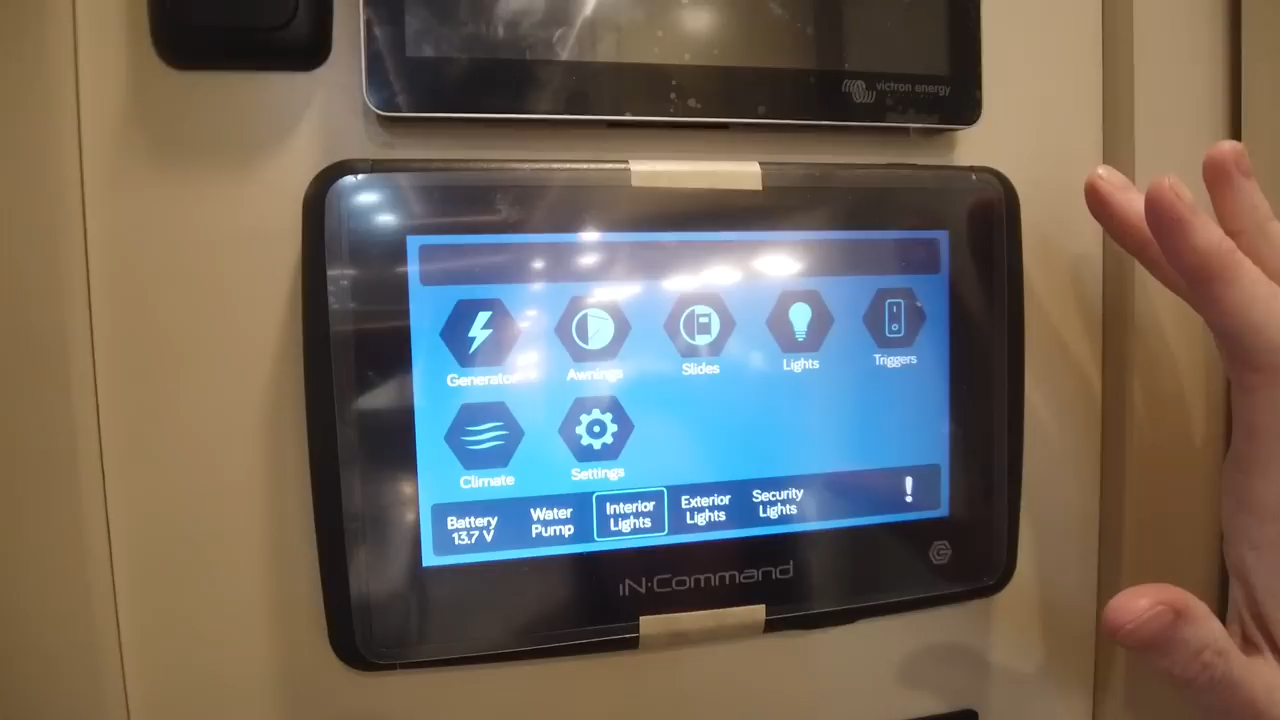 victron energy
Generator
Awnings
Slides
Lights
Triggers
Climate
Settings
Battery
13.7 V
Water
Pump
Interior
Lights
Exterior
Lights
Security
Lights
!
iN·Command